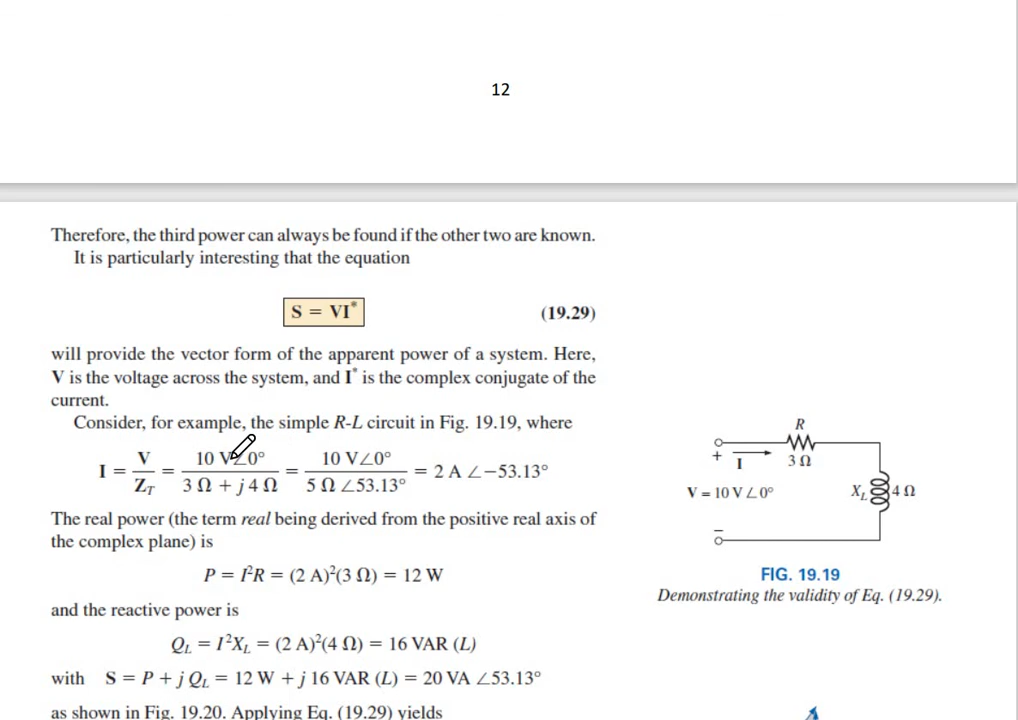 12
Therefore, the third power can always be found if the other two are known.
It is particularly interesting that the equation
S = VI* (19.29)
will provide the vector form of the apparent power of a system. Here,
V is the voltage across the system, and I* is the complex conjugate of the
current.
Consider, for example, the simple R-L circuit in Fig. 19.19, where
I = V/Z_T = 10 V∠0°/3 Ω + j 4 Ω = 10 V∠0°/5 Ω ∠53.13° = 2 A ∠−53.13°
The real power (the term real being derived from the positive real axis of
the complex plane) is
P = I²R = (2 A)²(3 Ω) = 12 W
and the reactive power is
Q_L = I²X_L = (2 A)²(4 Ω) = 16 VAR (L)
with S = P + j Q_L = 12 W + j 16 VAR (L) = 20 VA ∠53.13°
as shown in Fig. 19.20. Applying Eq. (19.29) yields
R
+ I 3 Ω
V = 10 V ∠ 0° X_L 4 Ω
–
FIG. 19.19
Demonstrating the validity of Eq. (19.29).